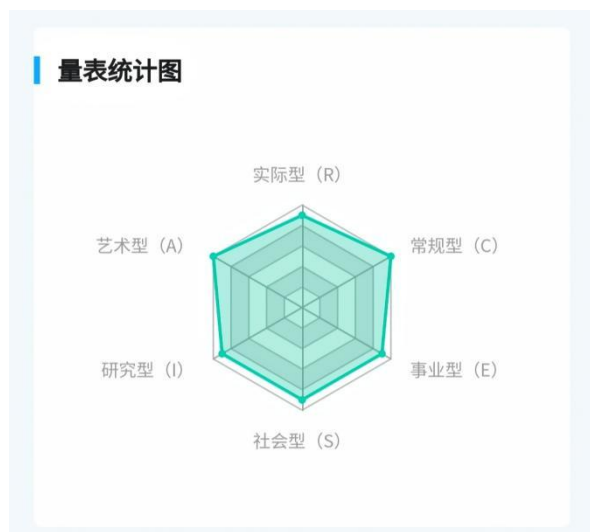 量表统计图
实际型（R）
艺术型（A）
常规型（C）
研究型（I）
事业型（E）
社会型（S）